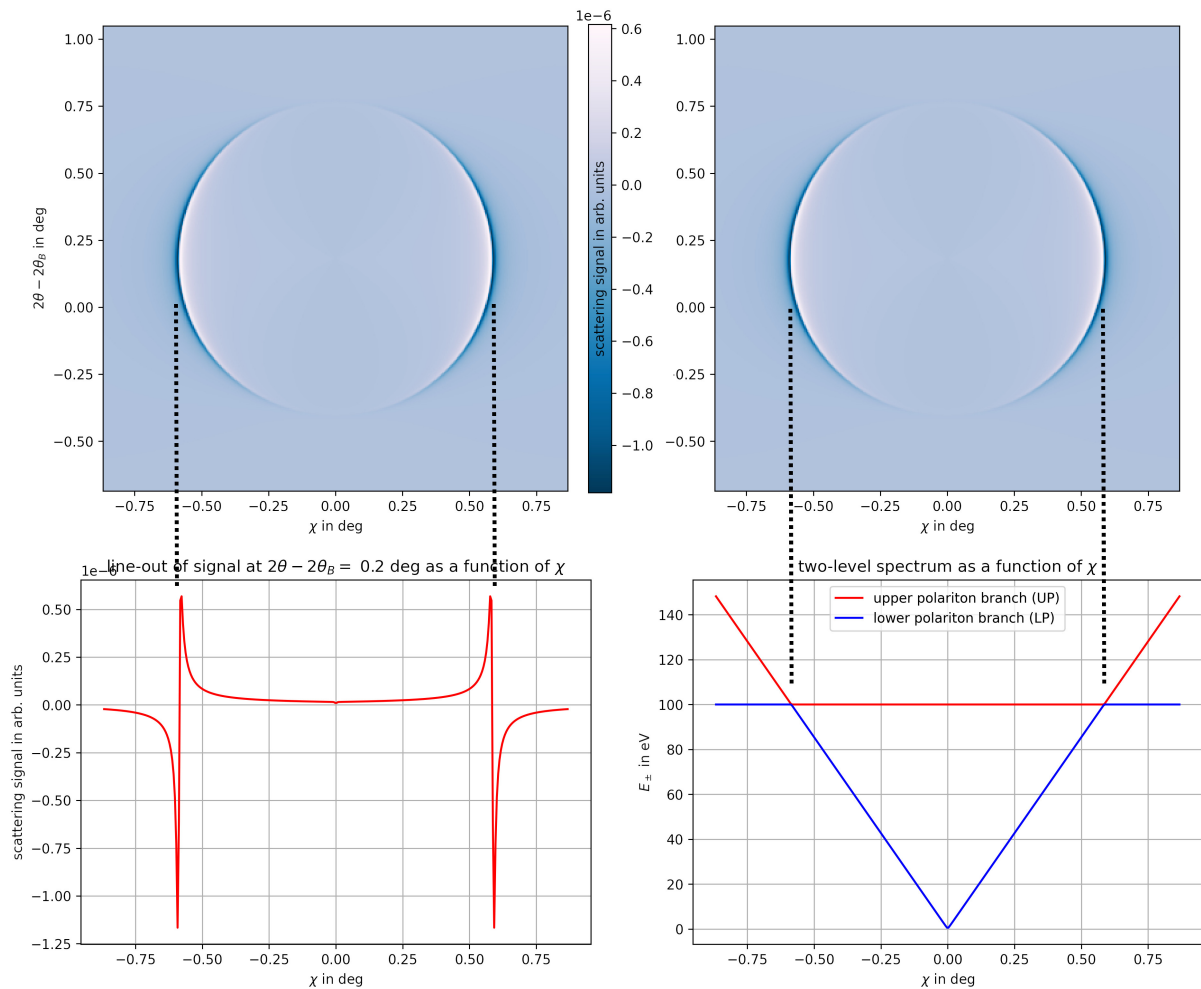 1e−6
1.00
0.75
0.50
0.25
0.00
−0.25
−0.50
2θ − 2θ_B in deg
−0.75 −0.50 −0.25 0.00 0.25 0.50 0.75
χ in deg
0.6
0.4
0.2
0.0
−0.2
−0.4
−0.6
−0.8
−1.0
scattering signal in arb. units
1.00
0.75
0.50
0.25
0.00
−0.25
−0.50
−0.75 −0.50 −0.25 0.00 0.25 0.50 0.75
χ in deg
line-out of signal at 2θ − 2θ_B = 0.2 deg as a function of χ
1e−6
0.50
0.25
0.00
−0.25
−0.50
−0.75
−1.00
−1.25
scattering signal in arb. units
−0.75 −0.50 −0.25 0.00 0.25 0.50 0.75
χ in deg
two-level spectrum as a function of χ
upper polariton branch (UP)
lower polariton branch (LP)
140
120
100
80
60
40
20
0
E_± in eV
−0.75 −0.50 −0.25 0.00 0.25 0.50 0.75
χ in deg